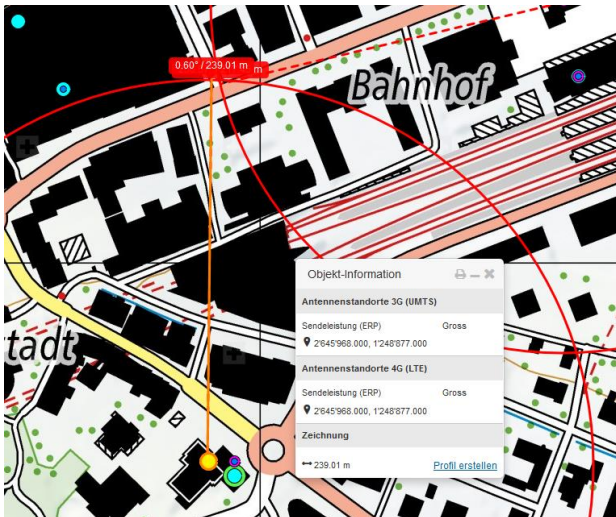 0.60° / 239.01 m
m
Bahnhof
Objekt-Information
Antennenstandorte 3G (UMTS)
Sendeleistung (ERP) Gross
2'645'968.000, 1'248'877.000
Antennenstandorte 4G (LTE)
Sendeleistung (ERP) Gross
2'645'968.000, 1'248'877.000
Zeichnung
239.01 m Profil erstellen
tadt